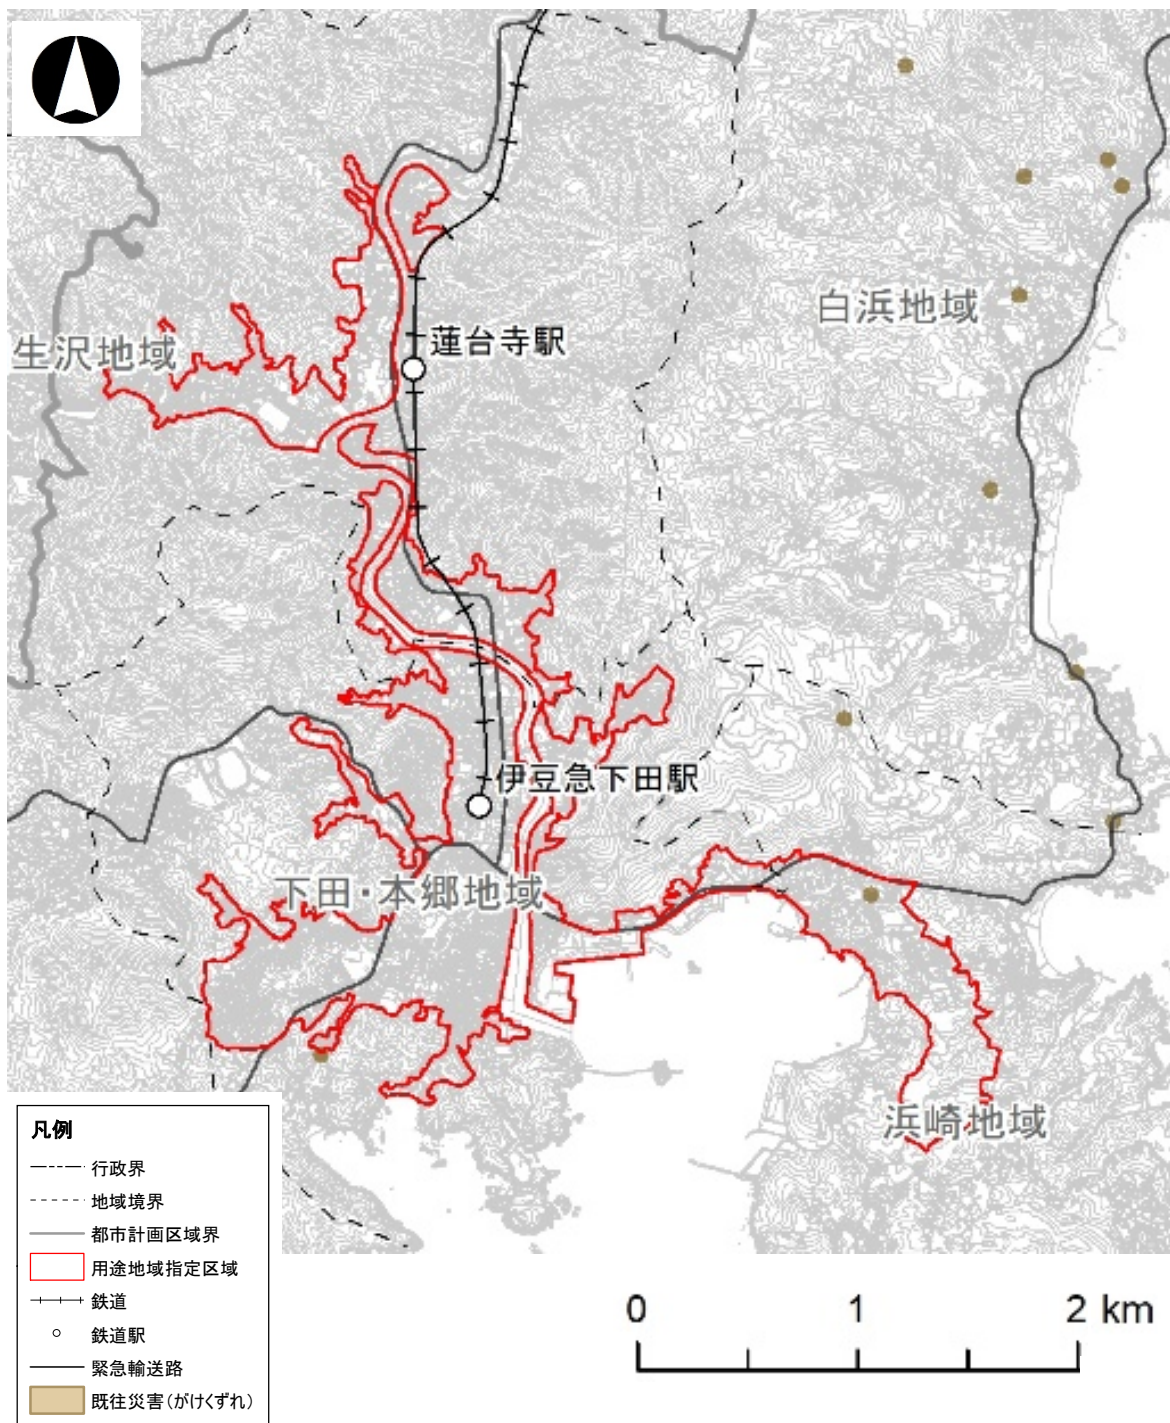 白浜地域
蓮台寺駅
生沢地域
伊豆急下田駅
下田・本郷地域
浜崎地域
凡例
行政界
地域境界
都市計画区域界
用途地域指定区域
鉄道
鉄道駅
緊急輸送路
既往災害(がけくずれ)
0 1 2 km